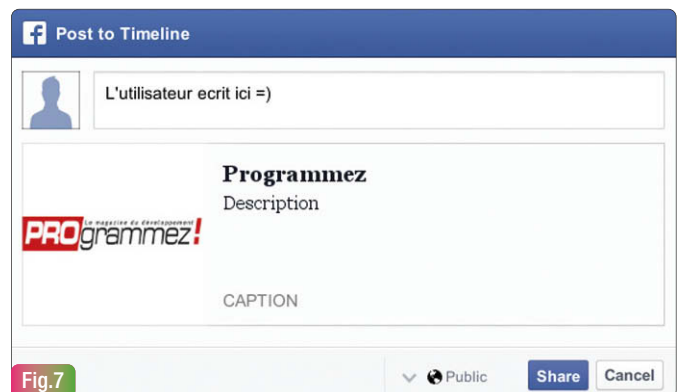 Post to Timeline
L'utilisateur ecrit ici =)
Programmez
Description
Le magazine du développement
PROgrammez!
CAPTION
Public
Share
Cancel
Fig.7